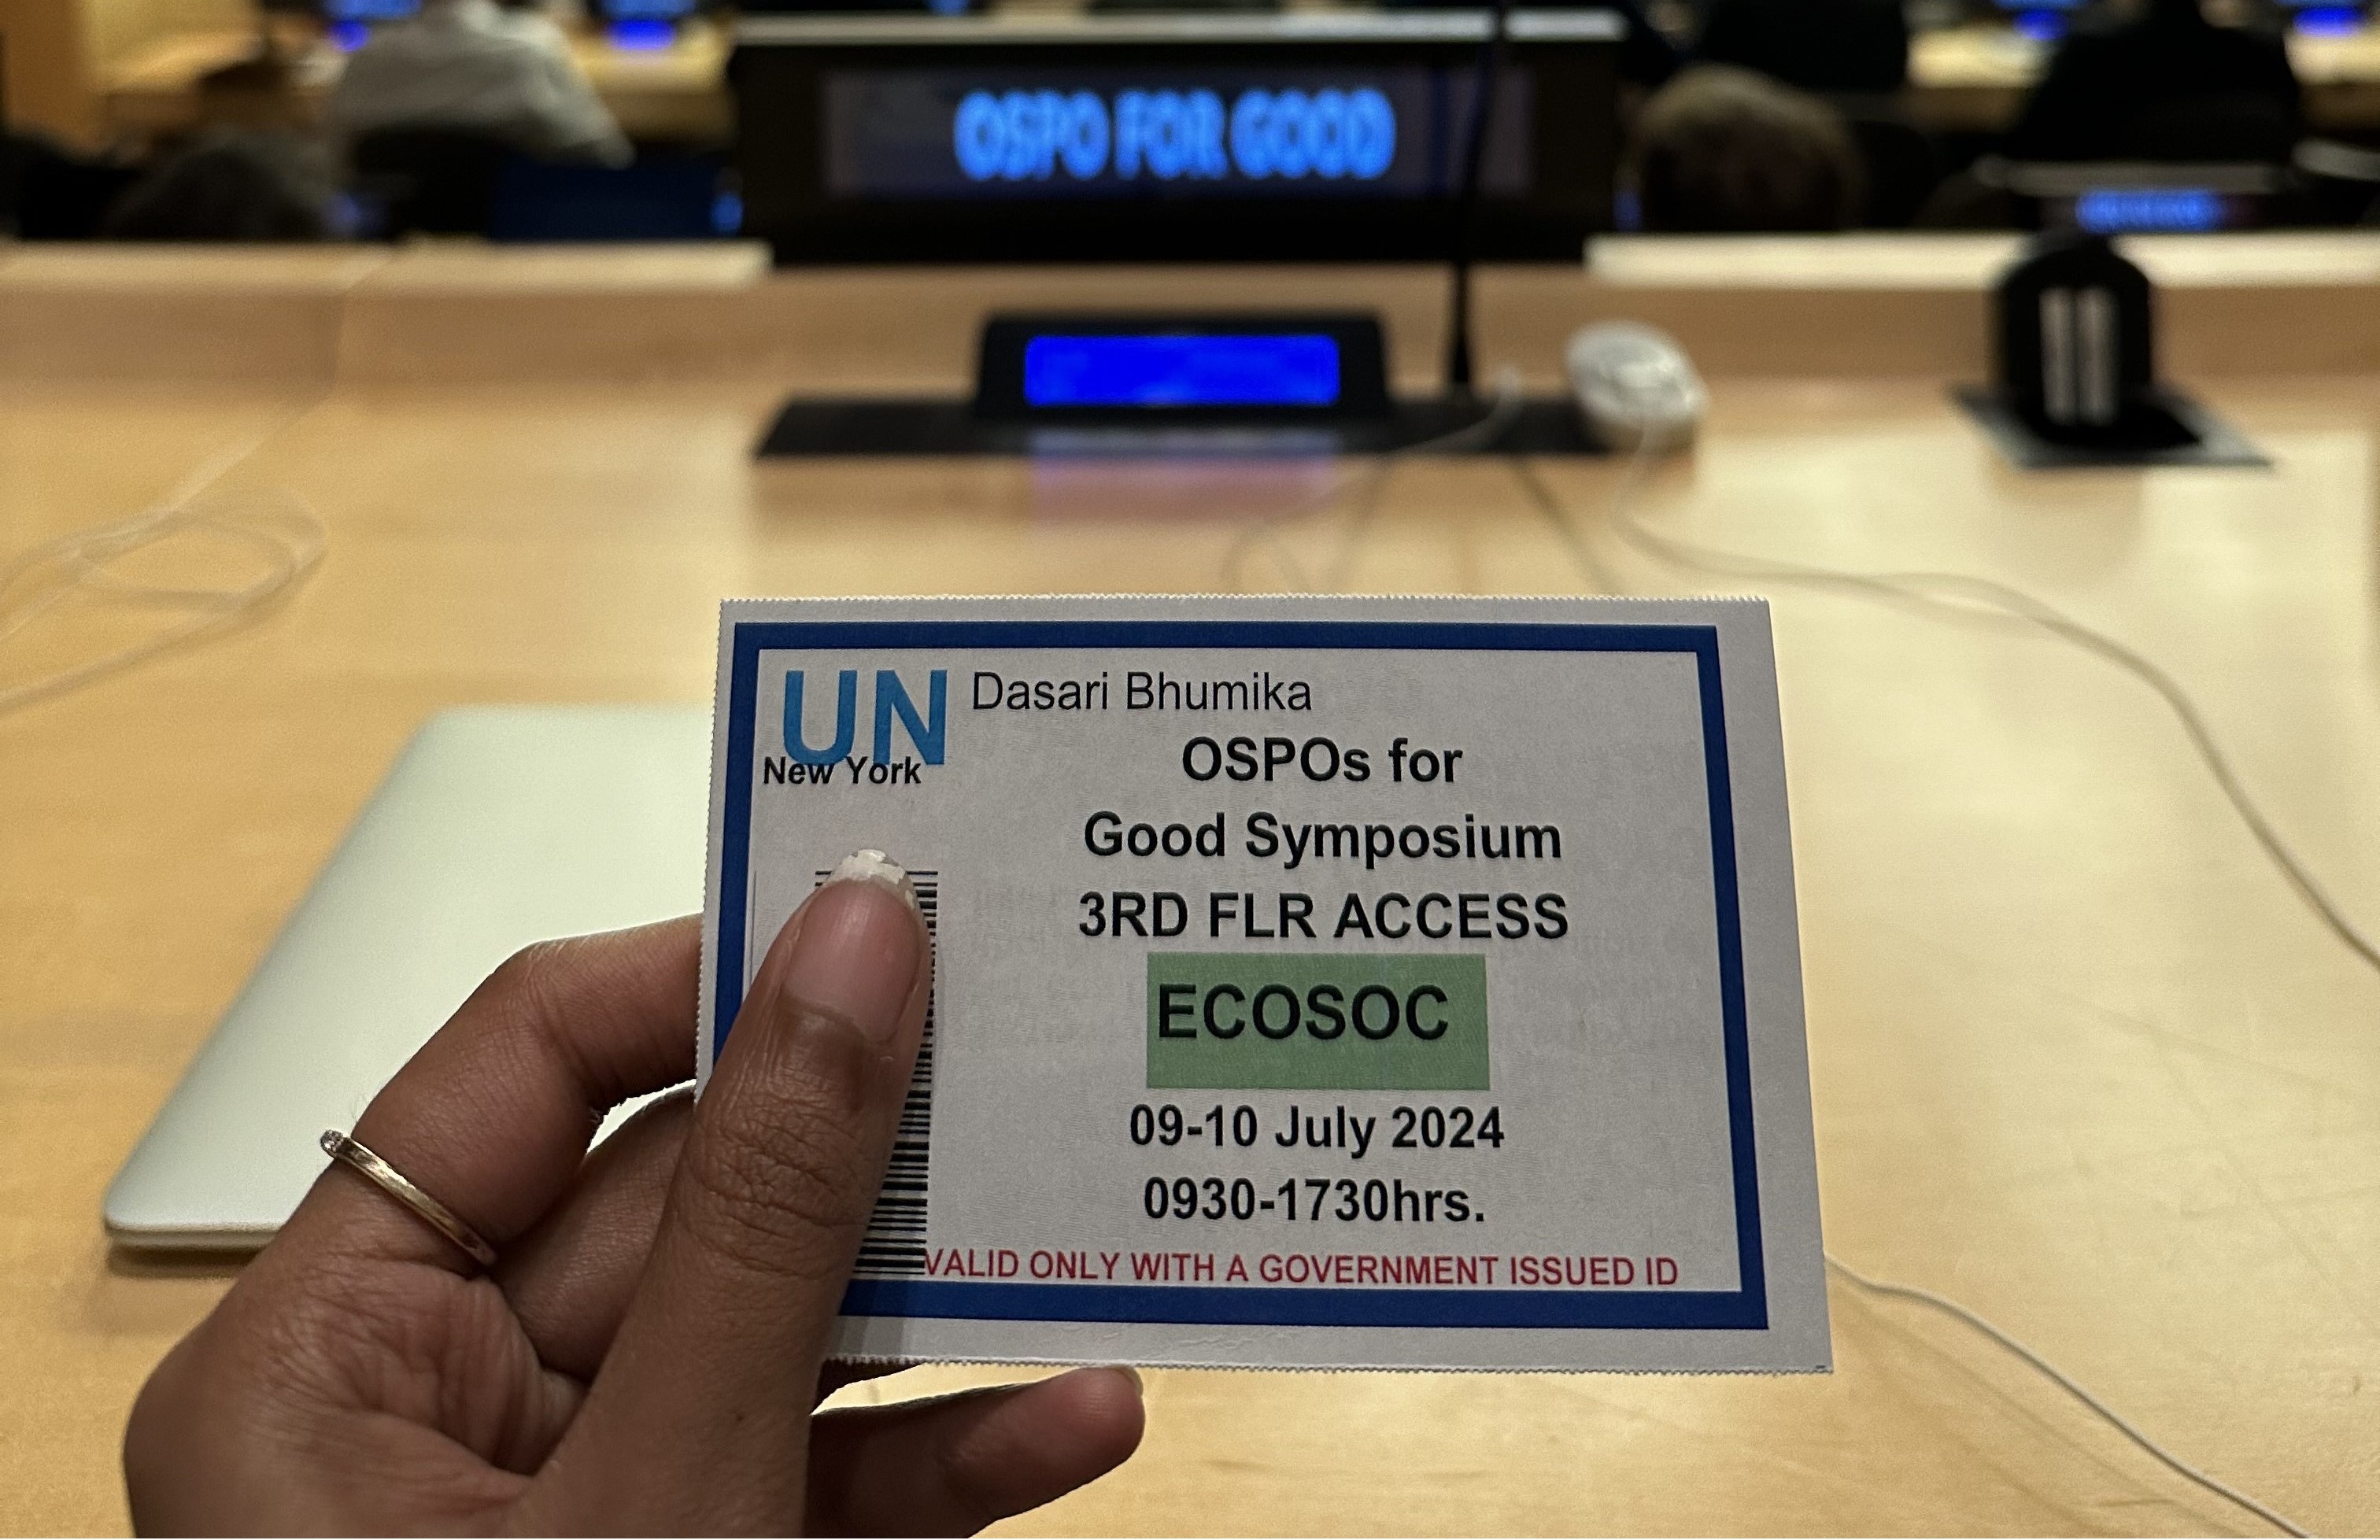 OSPO FOR GOOD
UN
New York
Dasari Bhumika
OSPOs for
Good Symposium
3RD FLR ACCESS
ECOSOC
09-10 July 2024
0930-1730hrs.
VALID ONLY WITH A GOVERNMENT ISSUED ID